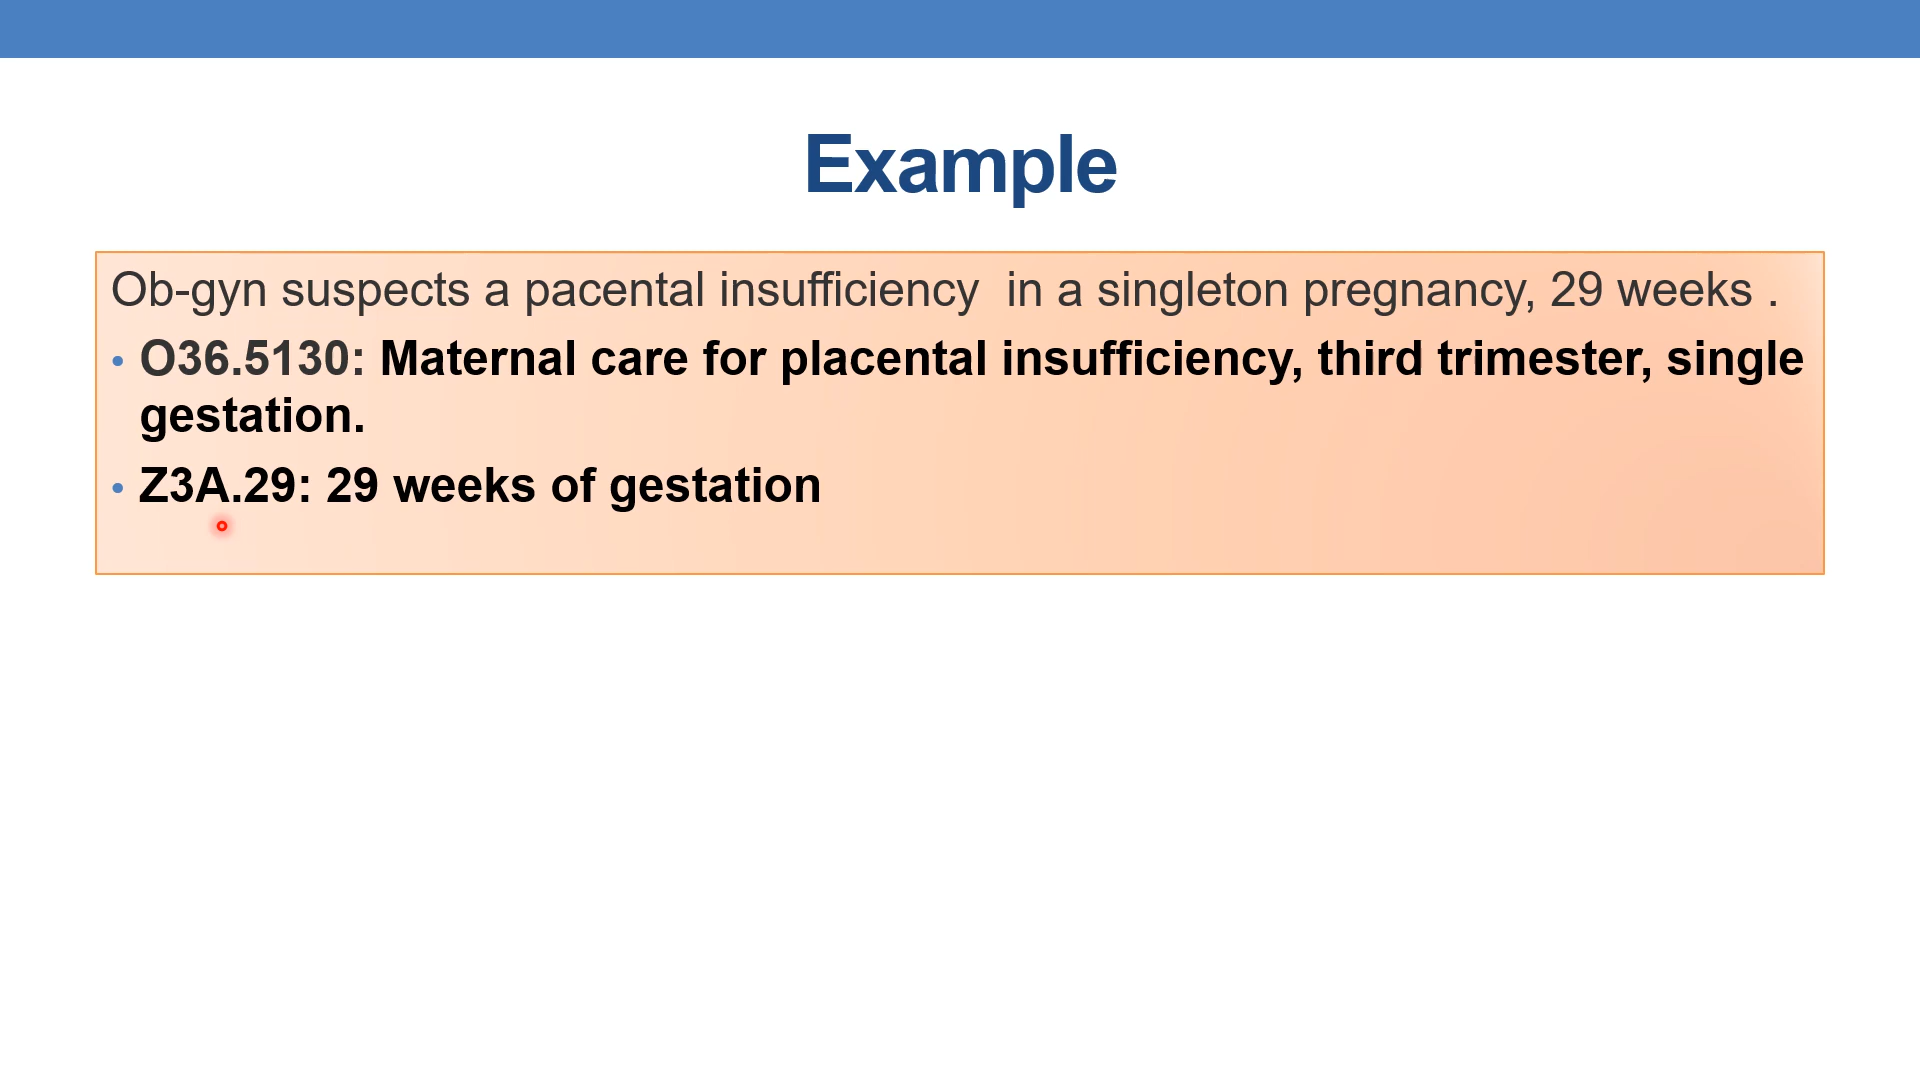 Example
Ob-gyn suspects a pacental insufficiency  in a singleton pregnancy, 29 weeks .
• O36.5130: Maternal care for placental insufficiency, third trimester, single
gestation.
• Z3A.29: 29 weeks of gestation